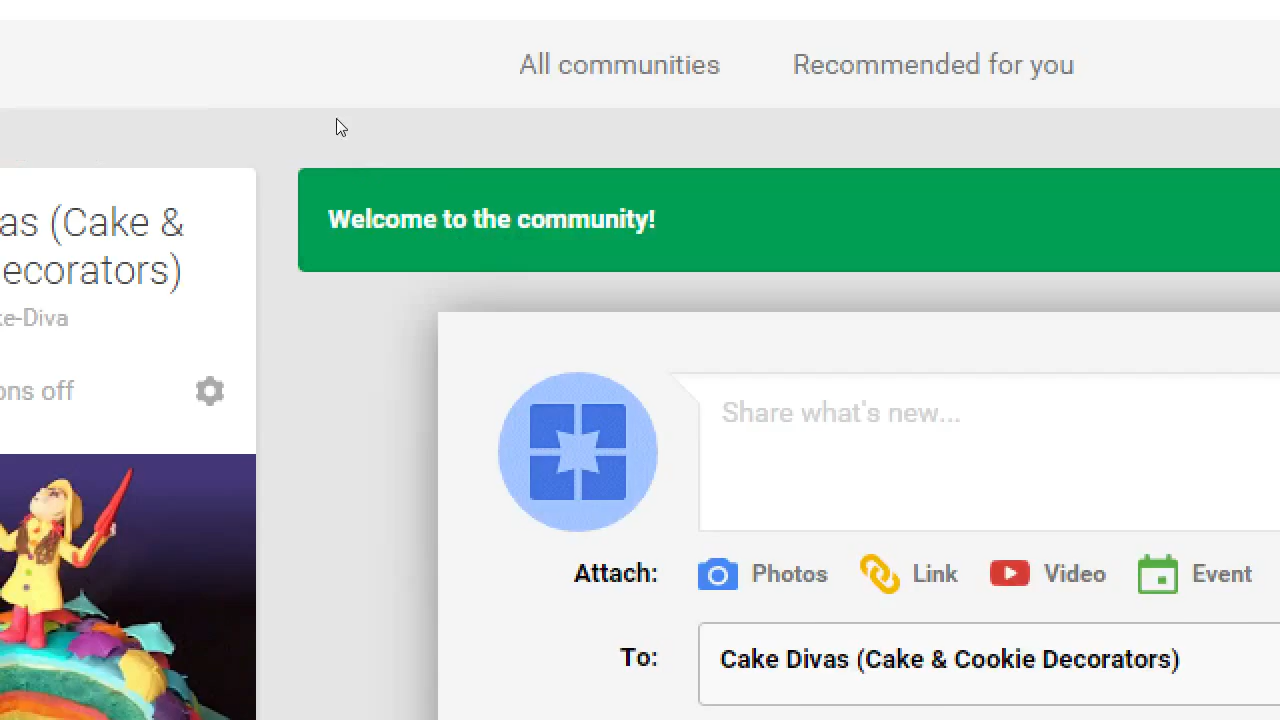 All communities Recommended for you
Welcome to the community!
as (Cake &
ecorators)
e-Diva
ons off
Share what's new...
Attach: Photos Link Video Event
To: Cake Divas (Cake & Cookie Decorators)